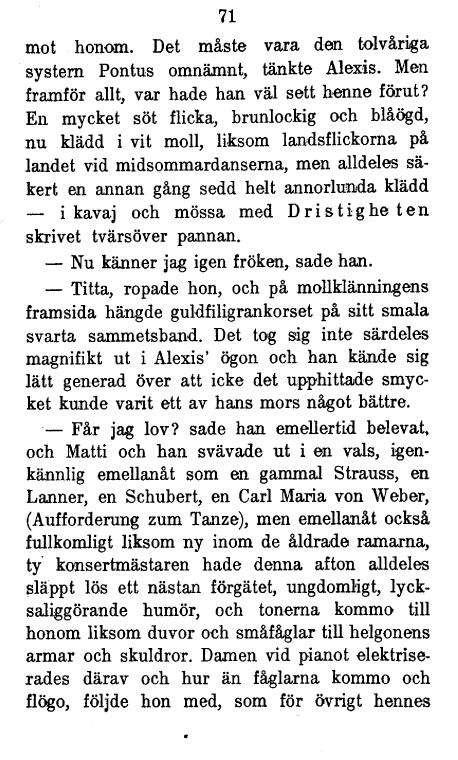 71
mot honom. Det måste vara den tolvåriga
systern Pontus omnämnt, tänkte Alexis. Men
framför allt, var hade han väl sett henne förut?
En mycket söt flicka, brunlockig och blåögd,
nu klädd i vit moll, liksom landsflickorna på
landet vid midsommardanserna, men alldeles sä-
kert en annan gång sedd helt annorlunda klädd
— i kavaj och mössa med Dristigheten
skrivet tvärsöver pannan.
— Nu känner jag igen fröken, sade han.
— Titta, ropade hon, och på mollklänningens
framsida hängde guldfiligrankorset på sitt smala
svarta sammetsband. Det tog sig inte särdeles
magnifikt ut i Alexis' ögon och han kände sig
lätt generad över att icke det upphittade smyc-
ket kunde varit ett av hans mors något bättre.
— Får jag lov? sade han emellertid belevat,
och Matti och han svävade ut i en vals, igen-
kännlig emellanåt som en gammal Strauss, en
Lanner, en Schubert, en Carl Maria von Weber,
(Aufforderung zum Tanze), men emellanåt också
fullkomligt liksom ny inom de åldrade ramarna,
ty konsertmästaren hade denna afton alldeles
släppt lös ett nästan förgätet, ungdomligt, lyck-
saliggörande humör, och tonerna kommo till
honom liksom duvor och småfåglar till helgonens
armar och skuldror. Damen vid pianot elektrise-
rades därav och hur än fåglarna kommo och
flögo, följde hon med, som för övrigt hennes